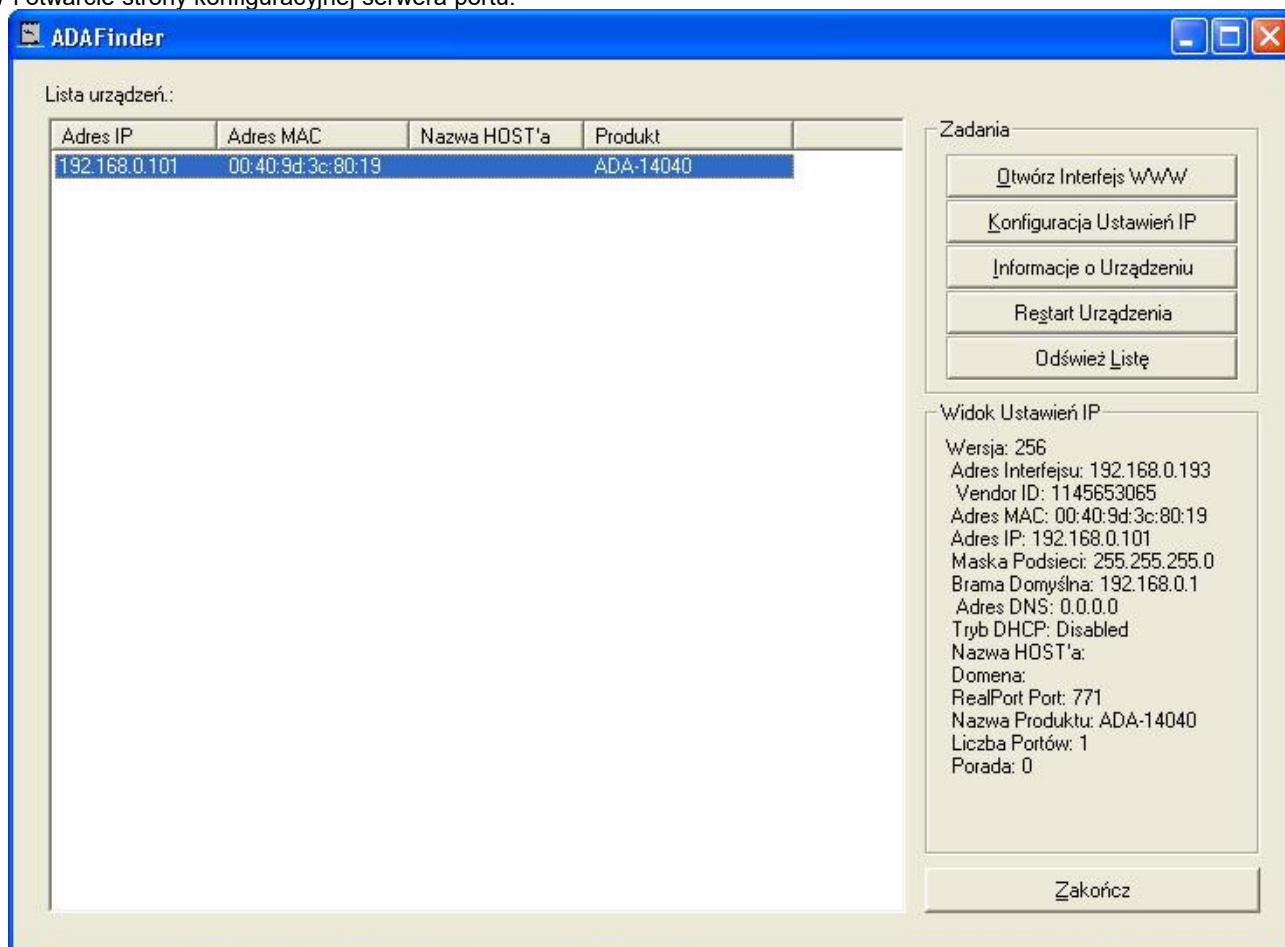 i otwarcie strony konfiguracyjnej serwera portu.
ADAFinder
Lista urządzeń.:
Adres IP Adres MAC Nazwa HOST'a Produkt
192.168.0.101 00:40:9d:3c:80:19 ADA-14040
Zadania
Otwórz Interfejs WWW
Konfiguracja Ustawień IP
Informacje o Urządzeniu
Restart Urządzenia
Odśwież Listę
Widok Ustawień IP
Wersja: 256
Adres Interfejsu: 192.168.0.193
Vendor ID: 1145653065
Adres MAC: 00:40:9d:3c:80:19
Adres IP: 192.168.0.101
Maska Podsieci: 255.255.255.0
Brama Domyślna: 192.168.0.1
Adres DNS: 0.0.0.0
Tryb DHCP: Disabled
Nazwa HOST'a:
Domena:
RealPort Port: 771
Nazwa Produktu: ADA-14040
Liczba Portów: 1
Porada: 0
Zakończ